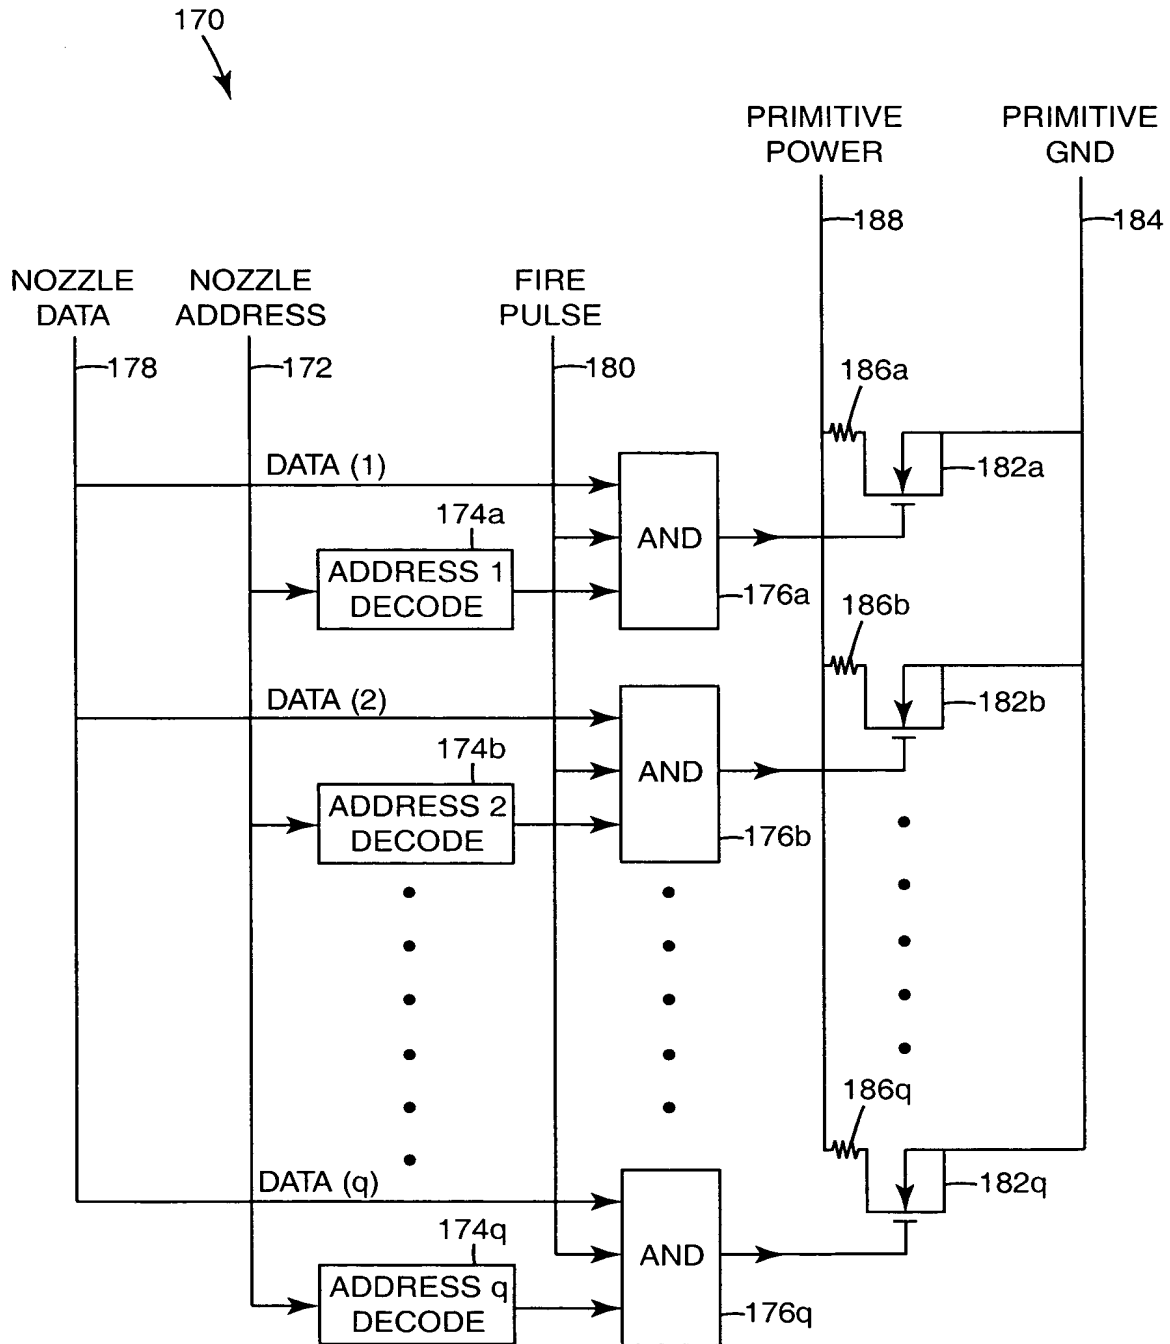 170
PRIMITIVE
POWER
PRIMITIVE
GND
188
184
NOZZLE
DATA
NOZZLE
ADDRESS
FIRE
PULSE
178
172
180
186a
DATA (1)
182a
174a
AND
ADDRESS 1
DECODE
176a
186b
DATA (2)
182b
174b
AND
ADDRESS 2
DECODE
176b
186q
DATA (q)
182q
174q
AND
ADDRESS q
DECODE
176q